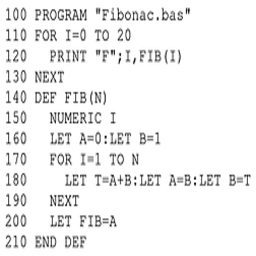 100 PROGRAM "Fibonac.bas"
110 FOR I=0 TO 20
120   PRINT "F";I,FIB(I)
130 NEXT
140 DEF FIB(N)
150   NUMERIC I
160   LET A=0:LET B=1
170   FOR I=1 TO N
180     LET T=A+B:LET A=B:LET B=T
190   NEXT
200   LET FIB=A
210 END DEF